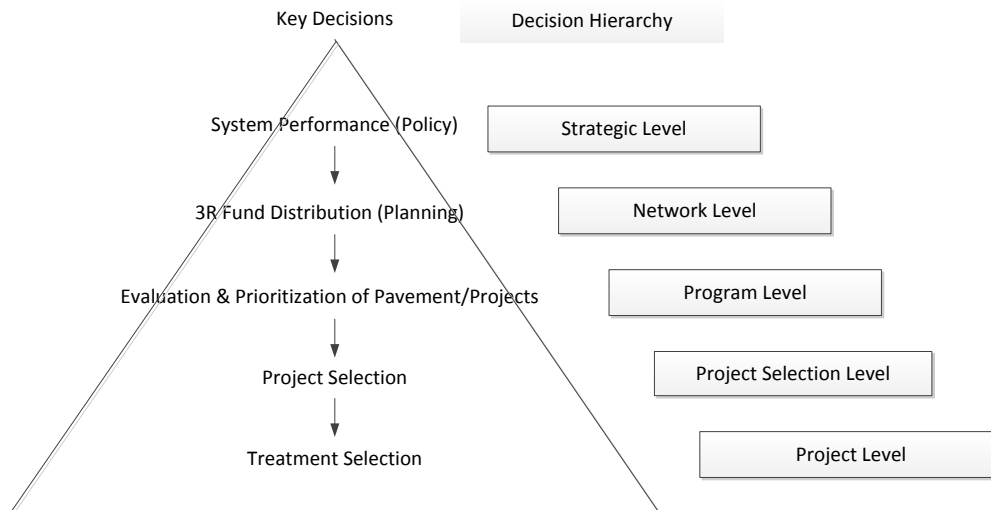 Key Decisions
Decision Hierarchy
System Performance (Policy)
Strategic Level
3R Fund Distribution (Planning)
Network Level
Evaluation & Prioritization of Pavement/Projects
Program Level
Project Selection
Project Selection Level
Treatment Selection
Project Level